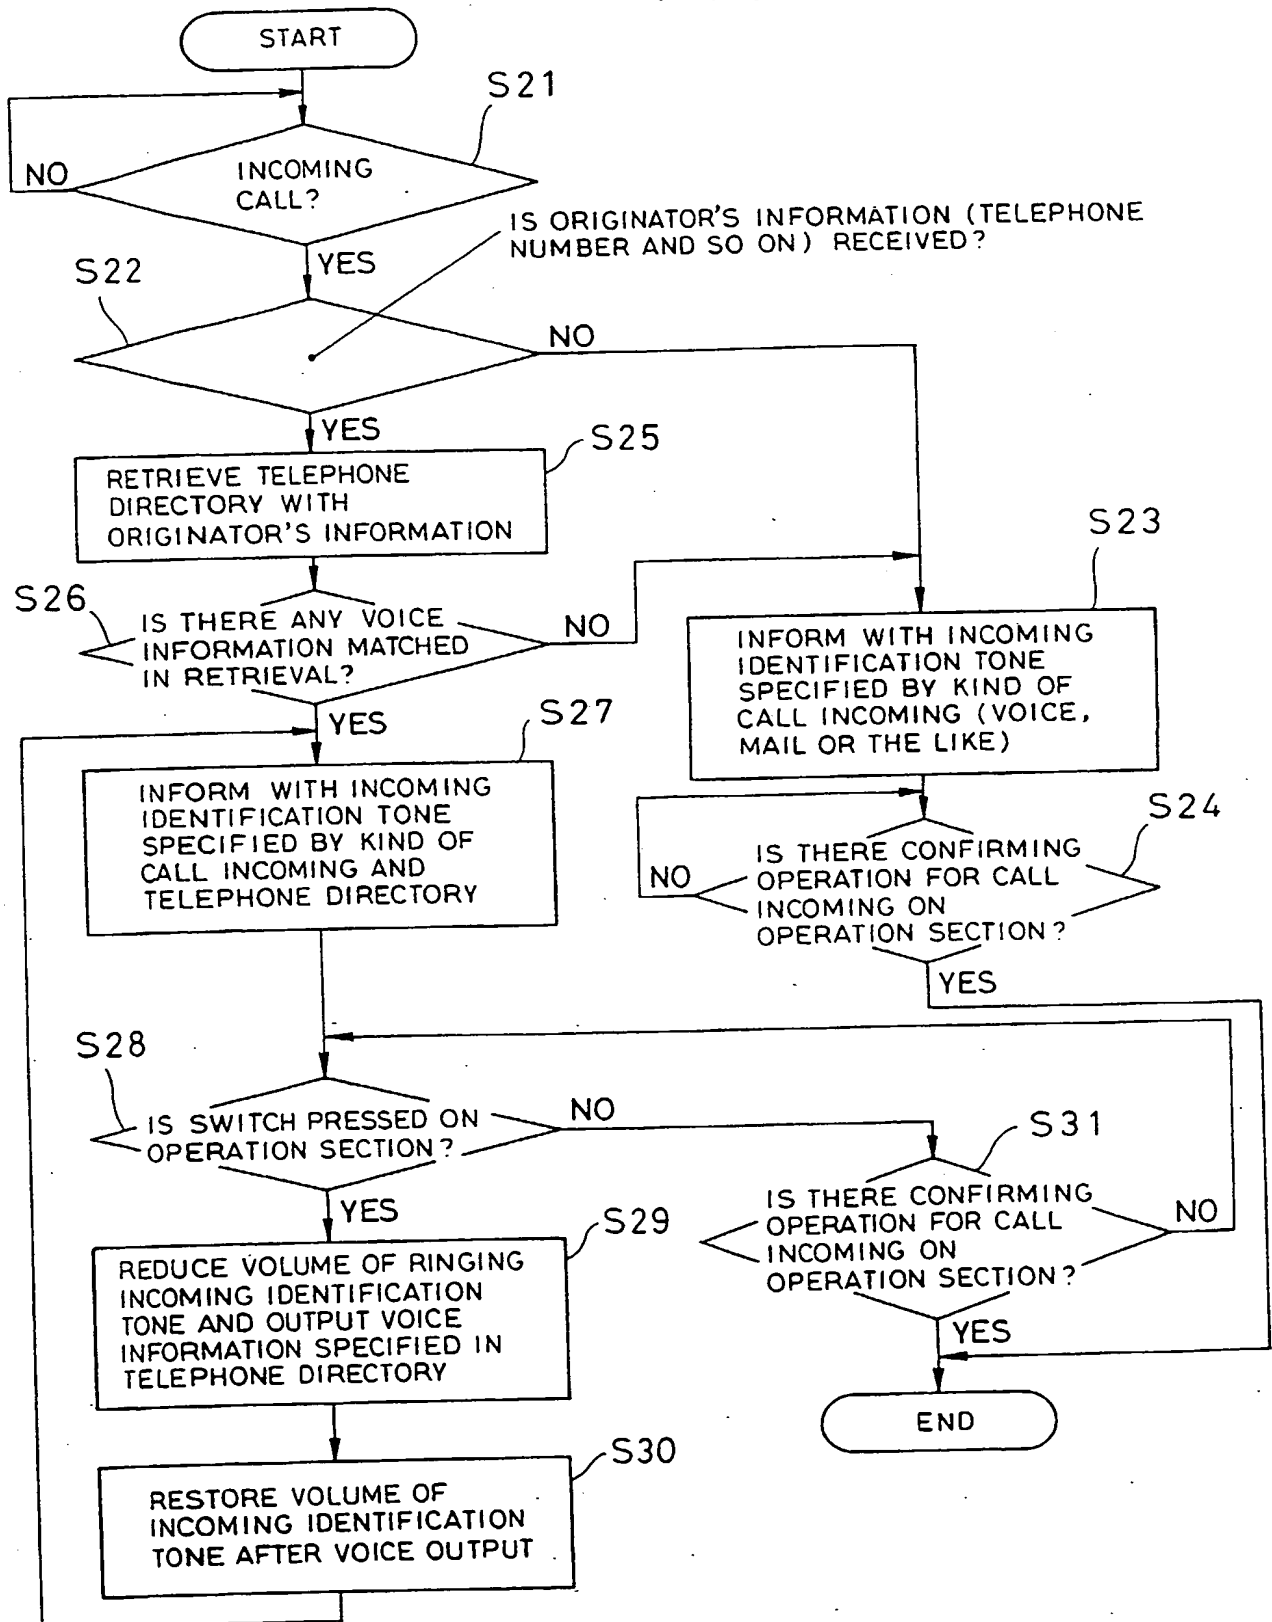 START
S21
NO
INCOMING
CALL?
IS ORIGINATOR'S INFORMATION (TELEPHONE
NUMBER AND SO ON) RECEIVED?
YES
S22
NO
YES
S25
RETRIEVE TELEPHONE
DIRECTORY WITH
ORIGINATOR'S INFORMATION
S23
S26
IS THERE ANY VOICE
INFORMATION MATCHED
IN RETRIEVAL?
NO
INFORM WITH INCOMING
IDENTIFICATION TONE
SPECIFIED BY KIND OF
CALL INCOMING (VOICE,
MAIL OR THE LIKE)
YES
S27
INFORM WITH INCOMING
IDENTIFICATION TONE
SPECIFIED BY KIND OF
CALL INCOMING AND
TELEPHONE DIRECTORY
S24
NO
IS THERE CONFIRMING
OPERATION FOR CALL
INCOMING ON
OPERATION SECTION?
YES
S28
IS SWITCH PRESSED ON
OPERATION SECTION?
NO
S31
IS THERE CONFIRMING
OPERATION FOR CALL
INCOMING ON
OPERATION SECTION?
NO
YES
S29
REDUCE VOLUME OF RINGING
INCOMING IDENTIFICATION
TONE AND OUTPUT VOICE
INFORMATION SPECIFIED IN
TELEPHONE DIRECTORY
YES
END
S30
RESTORE VOLUME OF
INCOMING IDENTIFICATION
TONE AFTER VOICE OUTPUT